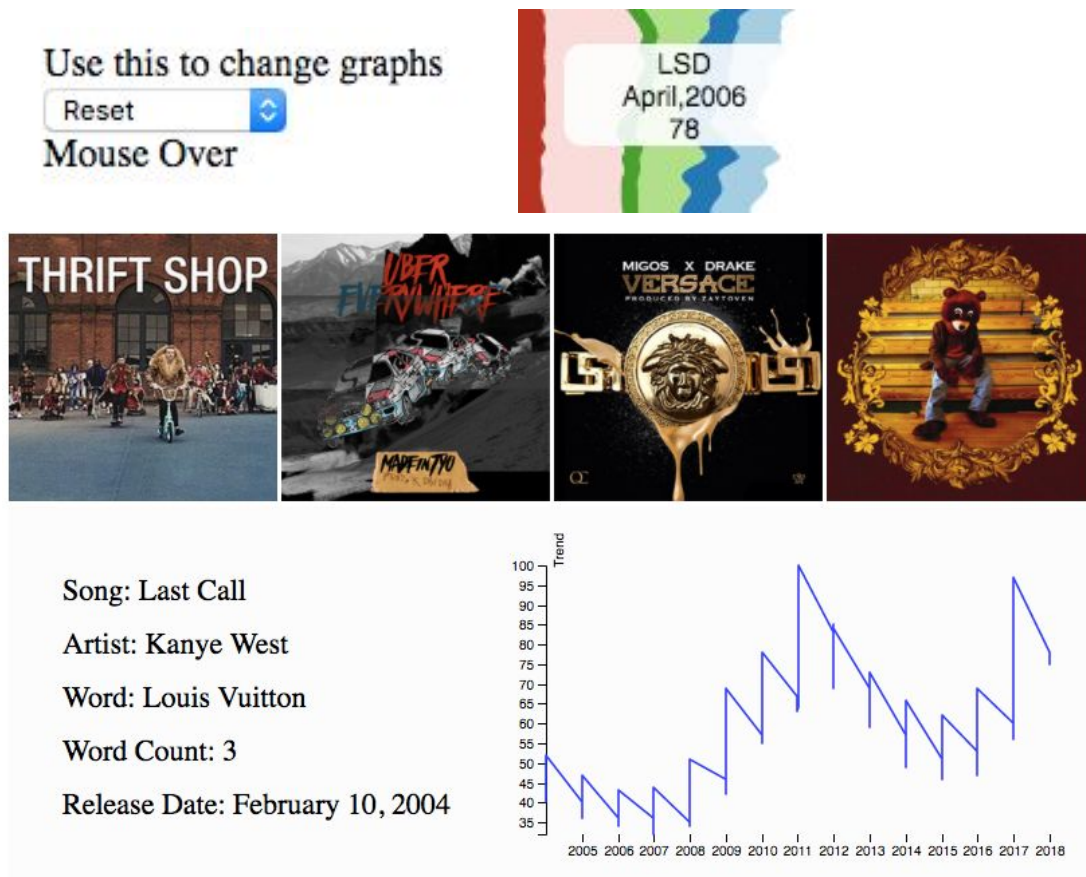 Use this to change graphs
Reset
Mouse Over
LSD
April,2006
78
THRIFT SHOP
UBER
EVERYWHERE
MADEINTYO
MIGOS X DRAKE
VERSACE
PRODUCED BY ZAYTOVEN
QC
Song: Last Call
Artist: Kanye West
Word: Louis Vuitton
Word Count: 3
Release Date: February 10, 2004
Trend
100
95
90
85
80
75
70
65
60
55
50
45
40
35
2005 2006 2007 2008 2009 2010 2011 2012 2013 2014 2015 2016 2017 2018